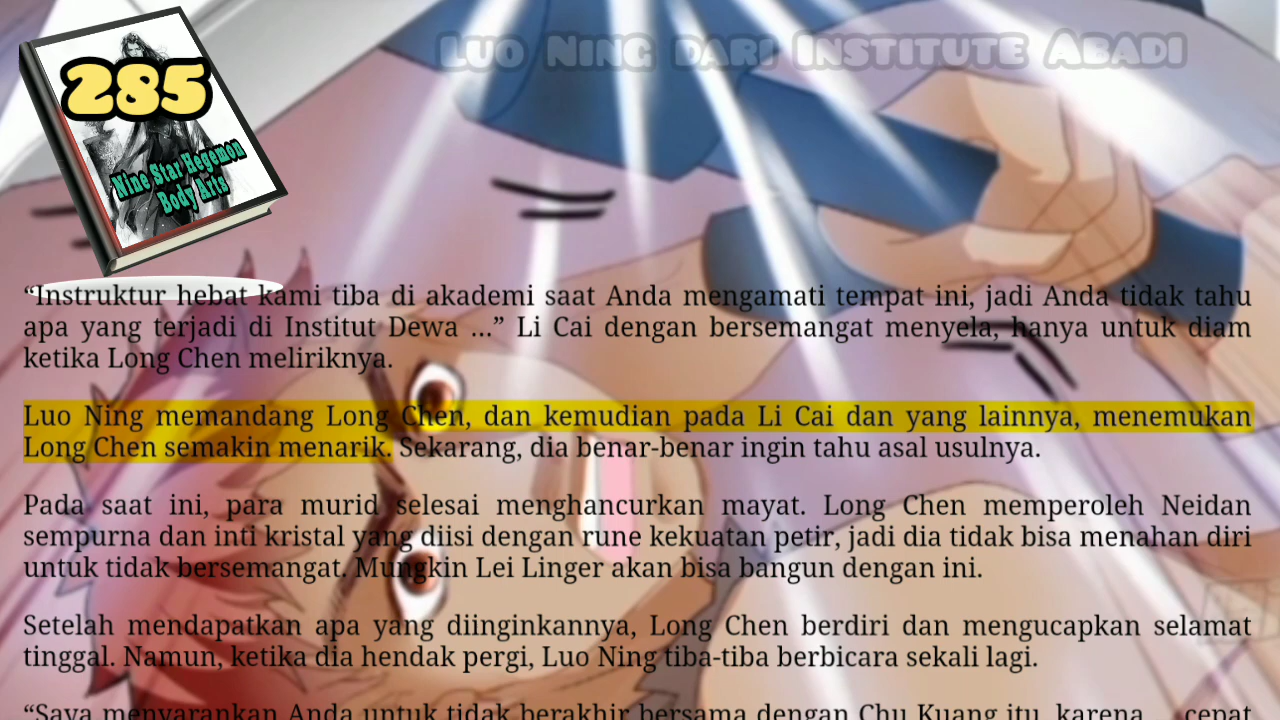 Luo Ning dari Institute Abadi
285
Nine Star Hegemon
Body Arts
“Instruktur hebat kami tiba di akademi saat Anda mengamati tempat ini, jadi Anda tidak tahu
apa yang terjadi di Institut Dewa …” Li Cai dengan bersemangat menyela, hanya untuk diam
ketika Long Chen meliriknya.
Luo Ning memandang Long Chen, dan kemudian pada Li Cai dan yang lainnya, menemukan
Long Chen semakin menarik. Sekarang, dia benar-benar ingin tahu asal usulnya.
Pada saat ini, para murid selesai menghancurkan mayat. Long Chen memperoleh Neidan
sempurna dan inti kristal yang diisi dengan rune kekuatan petir, jadi dia tidak bisa menahan diri
untuk tidak bersemangat. Mungkin Lei Linger akan bisa bangun dengan ini.
Setelah mendapatkan apa yang diinginkannya, Long Chen berdiri dan mengucapkan selamat
tinggal. Namun, ketika dia hendak pergi, Luo Ning tiba-tiba berbicara sekali lagi.
“Saya menyarankan Anda untuk tidak berakhir bersama dengan Chu Kuang itu, karena … cepat